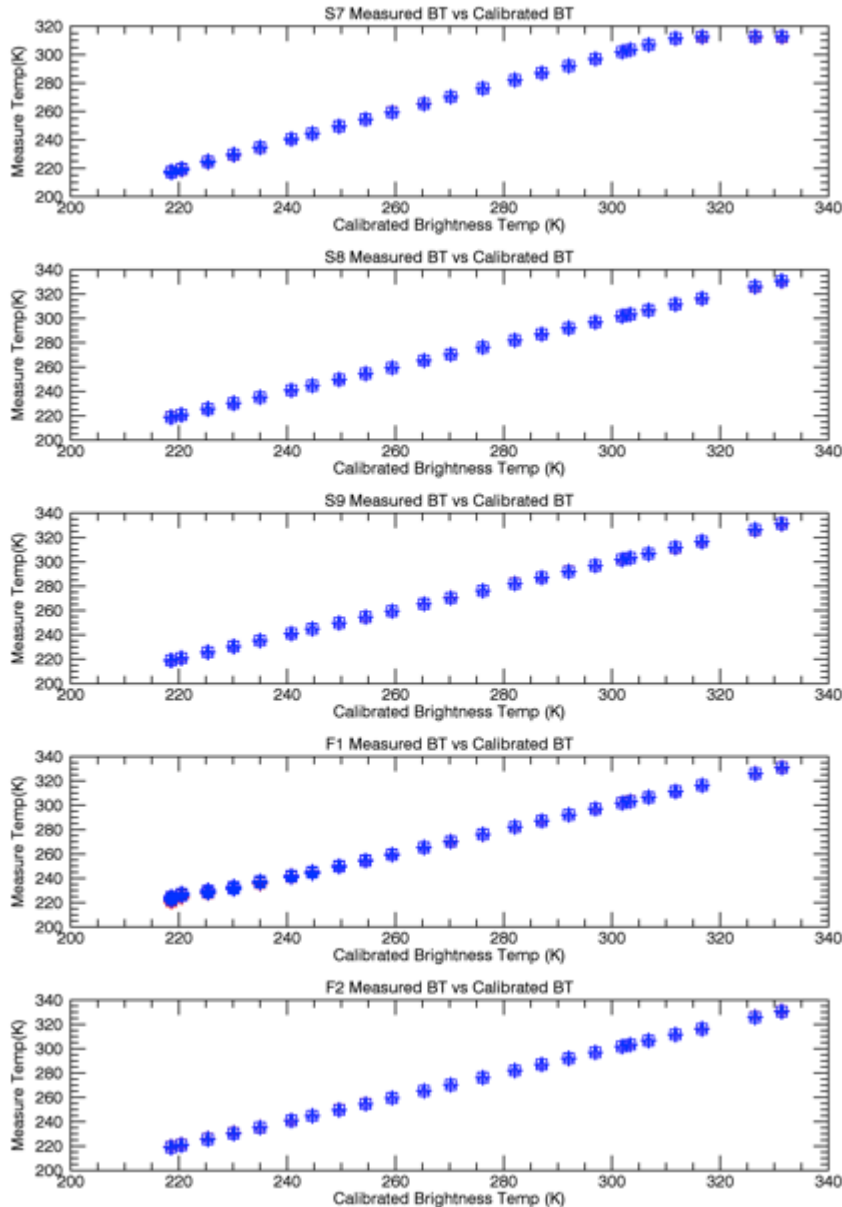 S7 Measured BT vs Calibrated BT
320
300
280
260
240
220
200
Measure Temp(K)
200 220 240 260 280 300 320 340
Calibrated Brightness Temp (K)
S8 Measured BT vs Calibrated BT
340
320
300
280
260
240
220
200
Measure Temp(K)
200 220 240 260 280 300 320 340
Calibrated Brightness Temp (K)
S9 Measured BT vs Calibrated BT
340
320
300
280
260
240
220
200
Measure Temp(K)
200 220 240 260 280 300 320 340
Calibrated Brightness Temp (K)
F1 Measured BT vs Calibrated BT
340
320
300
280
260
240
220
200
Measure Temp(K)
200 220 240 260 280 300 320 340
Calibrated Brightness Temp (K)
F2 Measured BT vs Calibrated BT
340
320
300
280
260
240
220
200
Measure Temp(K)
200 220 240 260 280 300 320 340
Calibrated Brightness Temp (K)